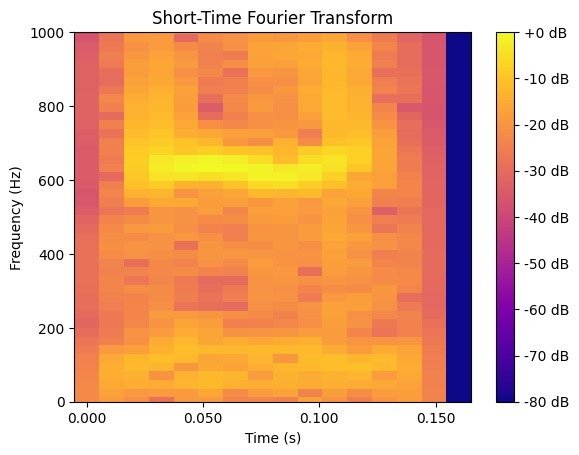 Short-Time Fourier Transform
1000
800
600
400
200
0
Frequency (Hz)
0.000
0.050
0.100
0.150
Time (s)
+0 dB
-10 dB
-20 dB
-30 dB
-40 dB
-50 dB
-60 dB
-70 dB
-80 dB